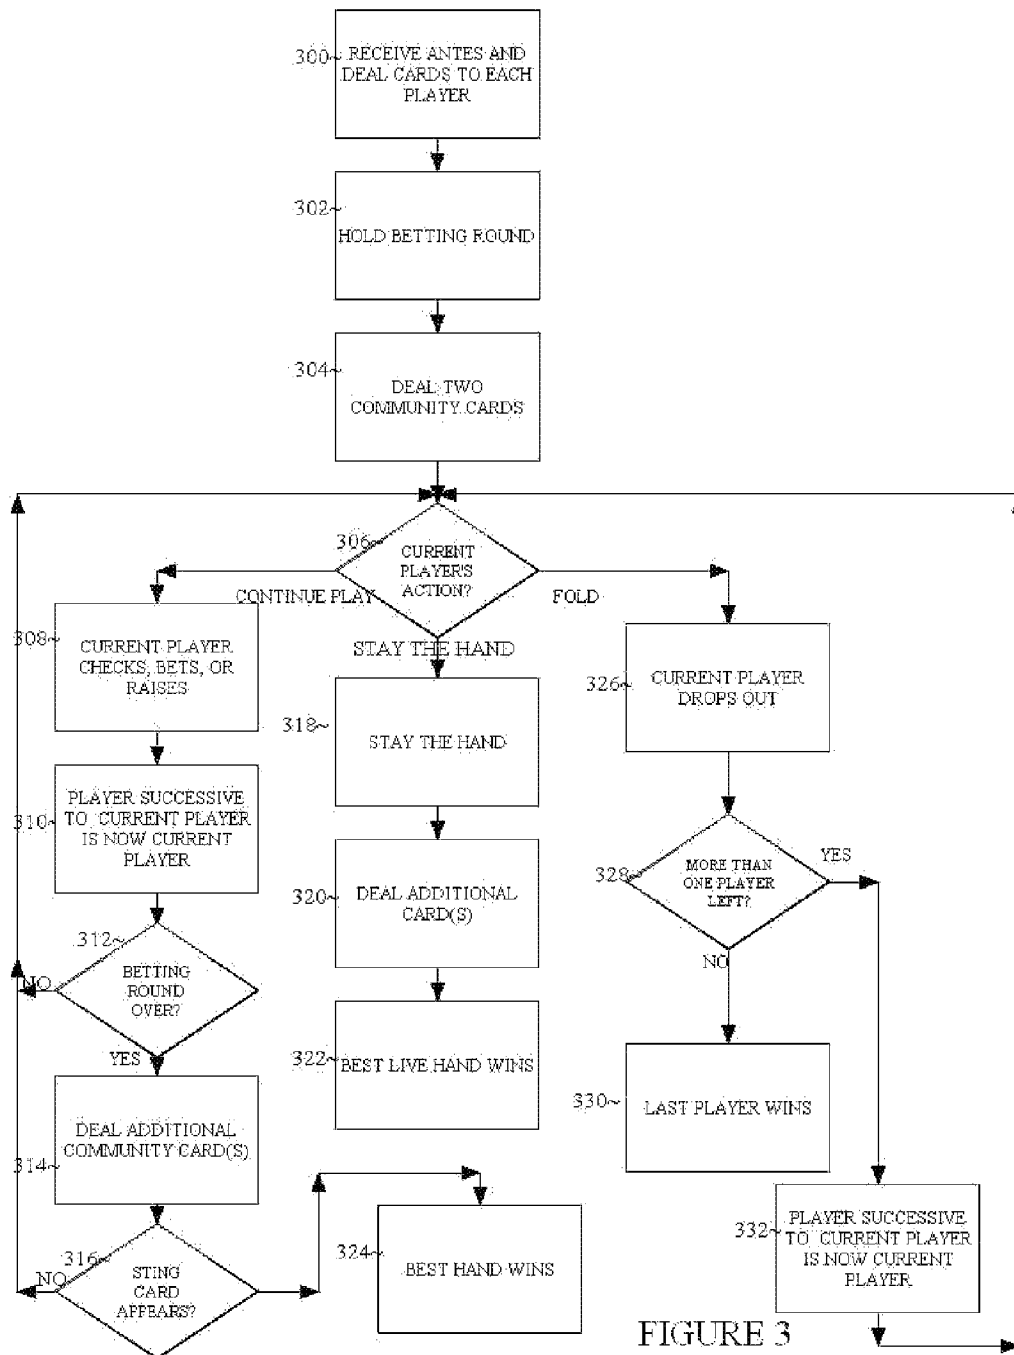 300~
RECEIVE ANTES AND
DEAL CARDS TO EACH
PLAYER
302~
HOLD BETTING ROUND
304~
DEAL TWO
COMMUNITY CARDS
306~
CURRENT
PLAYER'S
ACTION?
CONTINUE PLAY
FOLD
STAY THE HAND
308~
CURRENT PLAYER
CHECKS, BETS, OR
RAISES
310~
PLAYER SUCCESSIVE
TO CURRENT PLAYER
IS NOW CURRENT
PLAYER
312~
BETTING
ROUND
OVER?
NO
YES
314~
DEAL ADDITIONAL
COMMUNITY CARD(S)
316~
STING
CARD
APPEARS?
NO
318~
STAY THE HAND
320~
DEAL ADDITIONAL
CARD(S)
322~
BEST LIVE HAND WINS
324~
BEST HAND WINS
326~
CURRENT PLAYER
DROPS OUT
328~
MORE THAN
ONE PLAYER
LEFT?
YES
NO
330~
LAST PLAYER WINS
332~
PLAYER SUCCESSIVE
TO CURRENT PLAYER
IS NOW CURRENT
PLAYER
FIGURE 3